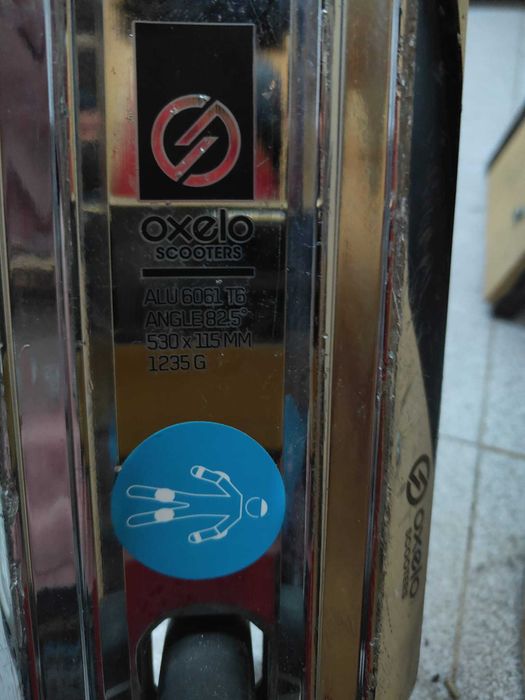 oxelo
SCOOTERS
ALU 6061 T6
ANGLE 82.5°
530 x 115 MM
1235 G
OXELO
SCOOTERS